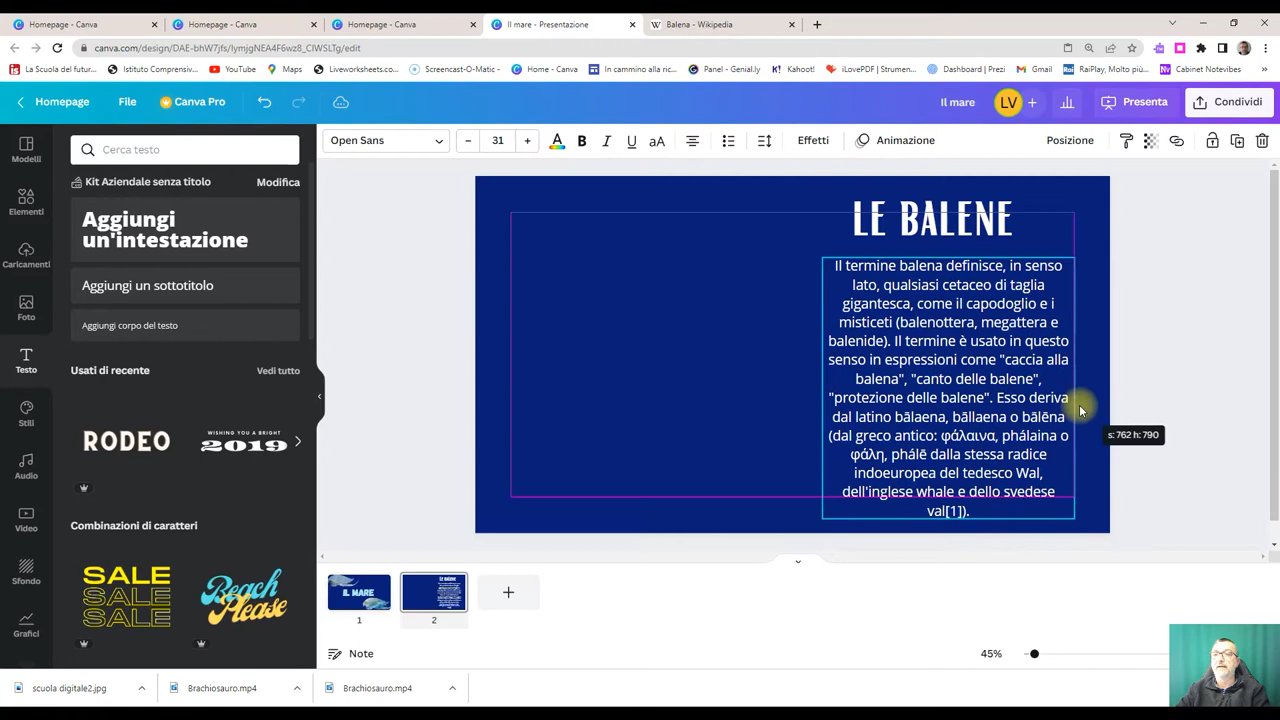 Homepage - Canva
Homepage - Canva
Homepage - Canva
Il mare - Presentazione
Balena - Wikipedia
canva.com/design/DAE-bhW7jfs/IymjgNEA4F6wz8_CIWSLTg/edit
La Scuola del futur...
Istituto Comprensiv...
YouTube
Maps
Liveworksheets.co...
Screencast-O-Matic -
Home - Canva
In cammino alla ric...
Panel - Genial.ly
Kahoot!
iLovePDF | Strumen...
Dashboard | Prezi
Gmail
RaiPlay, Molto più...
Cabinet Notevibes
Homepage
File
Canva Pro
Il mare
LV
Presenta
Condividi
Open Sans
31
Effetti
Animazione
Posizione
Modelli
Elementi
Caricamenti
Foto
Testo
Stili
Audio
Video
Sfondo
Grafici
Cerca testo
Kit Aziendale senza titolo
Modifica
Aggiungi
un'intestazione
Aggiungi un sottotitolo
Aggiungi corpo del testo
Usati di recente
Vedi tutto
RODEO
WISHING YOU A BRIGHT
2019
Combinazioni di caratteri
SALE
SALE
SALE
Beach
Please
LE BALENE
Il termine balena definisce, in senso
lato, qualsiasi cetaceo di taglia
gigantesca, come il capodoglio e i
misticeti (balenottera, megattera e
balenide). Il termine è usato in questo
senso in espressioni come "caccia alla
balena", "canto delle balene",
"protezione delle balene". Esso deriva
dal latino bālaena, bāllaena o bālēna
(dal greco antico: φάλαινα, phálaina o
φάλη, phálē dalla stessa radice
indoeuropea del tedesco Wal,
dell'inglese whale e dello svedese
val[1]).
s: 762 h: 790
IL MARE
LE BALENE
1
2
Note
45%
scuola digitale2.jpg
Brachiosauro.mp4
Brachiosauro.mp4